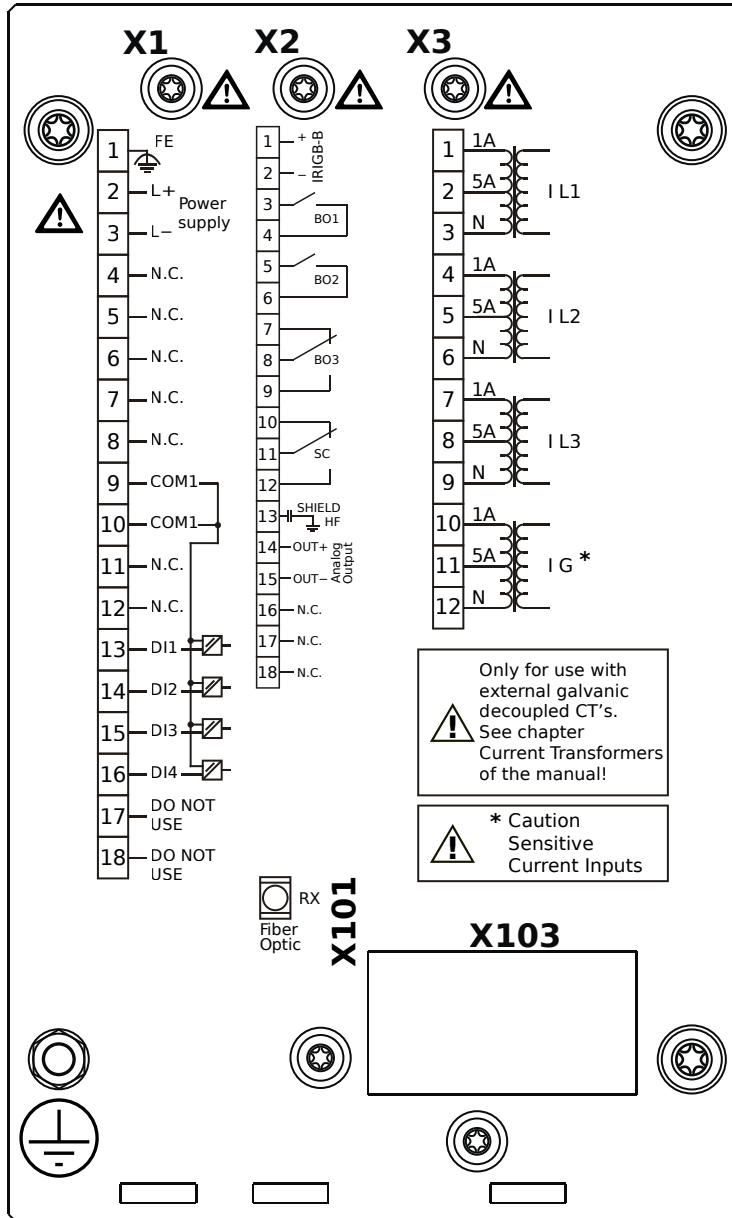 X1
X2
X3
1 FE
2 L+ Power supply
3 L−
4 N.C.
5 N.C.
6 N.C.
7 N.C.
8 N.C.
9 COM1
10 COM1
11 N.C.
12 N.C.
13 DI1
14 DI2
15 DI3
16 DI4
17 DO NOT
USE
18 DO NOT
USE
1 +
IRIGB-B
2 −
3
BO1
4
5
BO2
6
7
8 BO3
9
10
11 SC
12
13 SHIELD
HF
14 OUT+
Analog
Output
15 OUT−
16 N.C.
17 N.C.
18 N.C.
1 1A
2 5A I L1
3 N
4 1A
5 5A I L2
6 N
7 1A
8 5A I L3
9 N
10 1A
11 5A I G *
12 N
Only for use with
external galvanic
decoupled CT's.
See chapter
Current Transformers
of the manual!
* Caution
Sensitive
Current Inputs
RX
Fiber
Optic
X101
X103